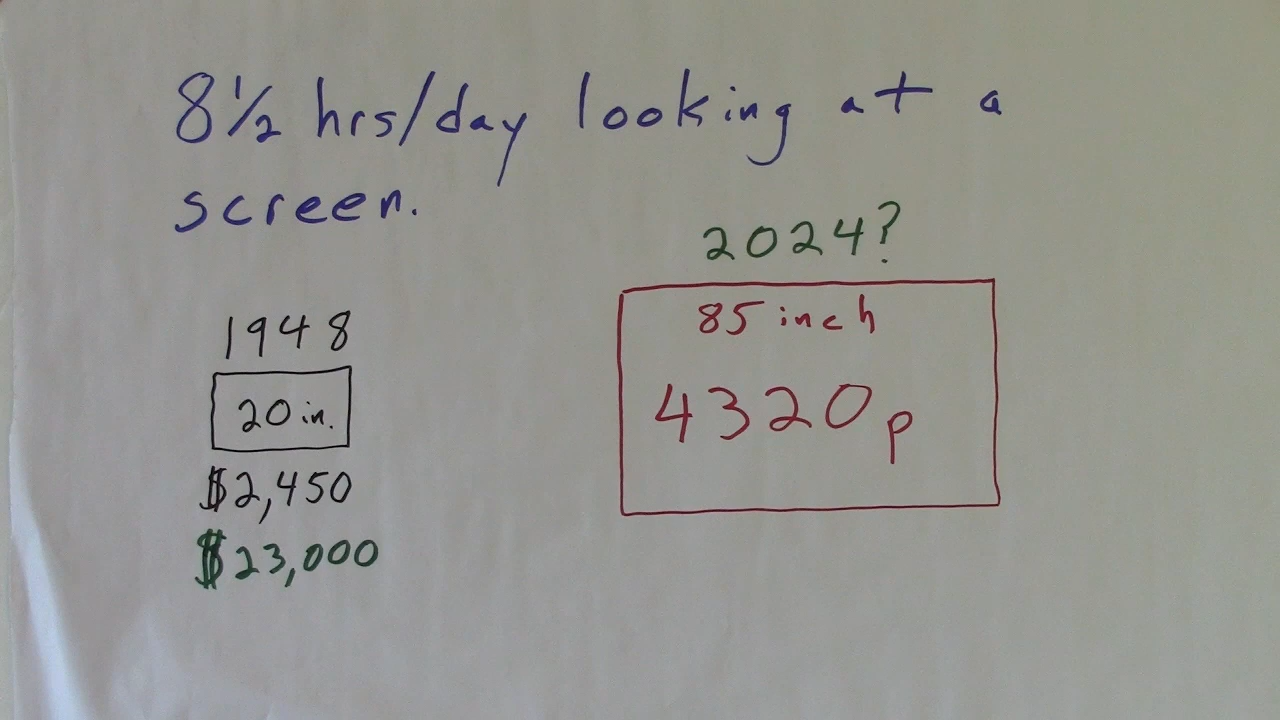 8½ hrs/day looking at a
screen.
2024?
1948
20 in.
$2,450
$23,000
85 inch
4320p